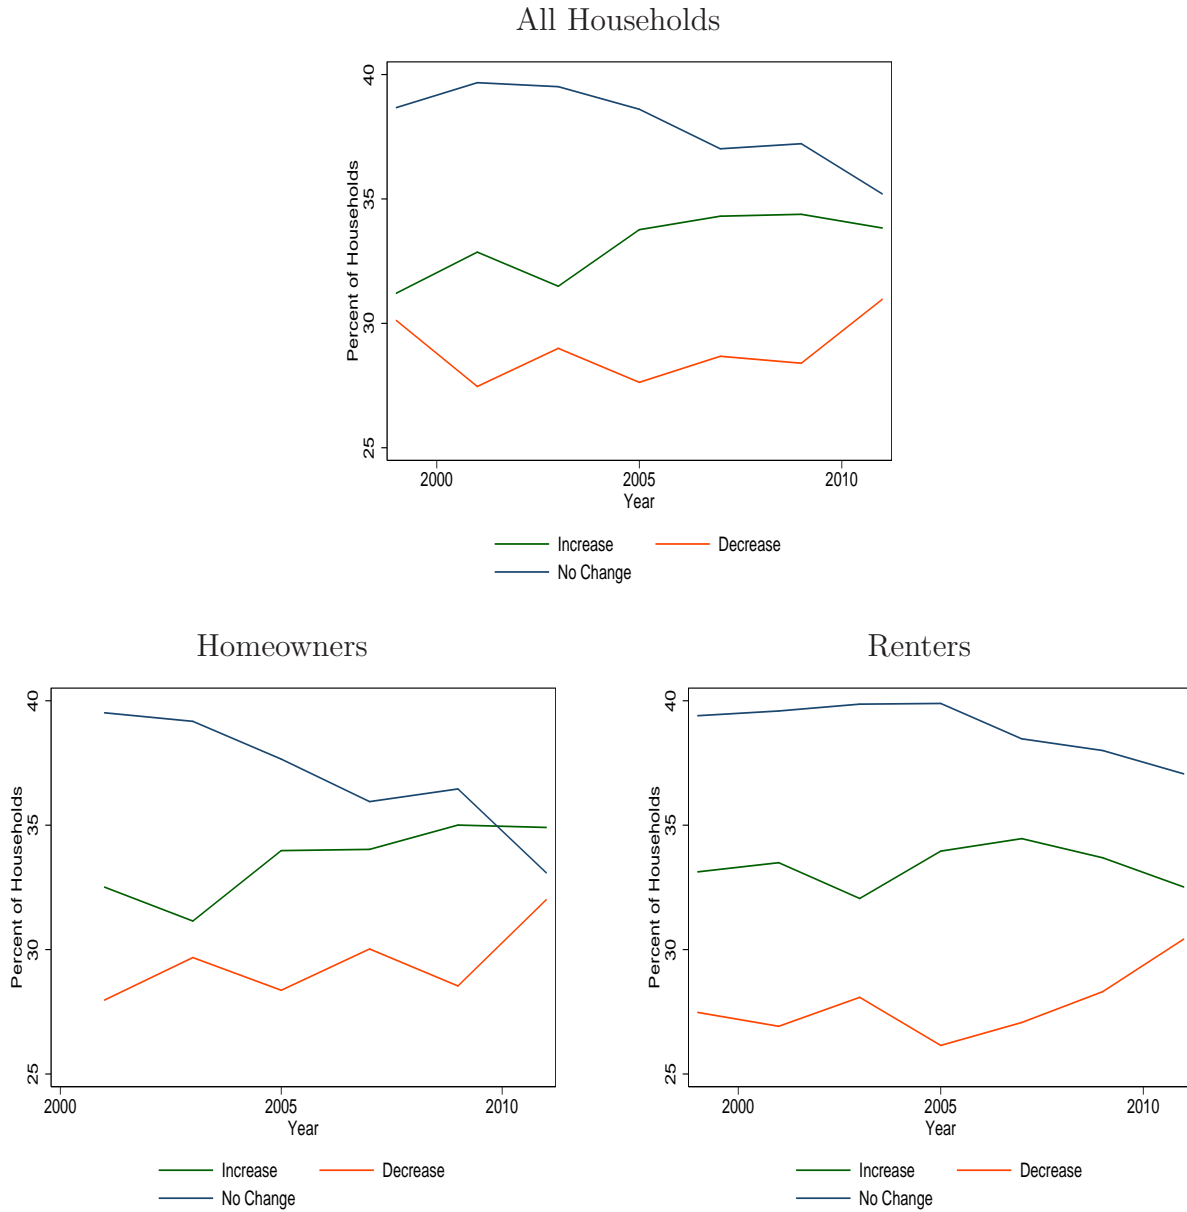 All Households
Percent of Households
40
35
30
25
2000 2005 2010
Year
Increase Decrease
No Change
Homeowners
Percent of Households
40
35
30
25
2000 2005 2010
Year
Increase Decrease
No Change
Renters
Percent of Households
40
35
30
25
2000 2005 2010
Year
Increase Decrease
No Change